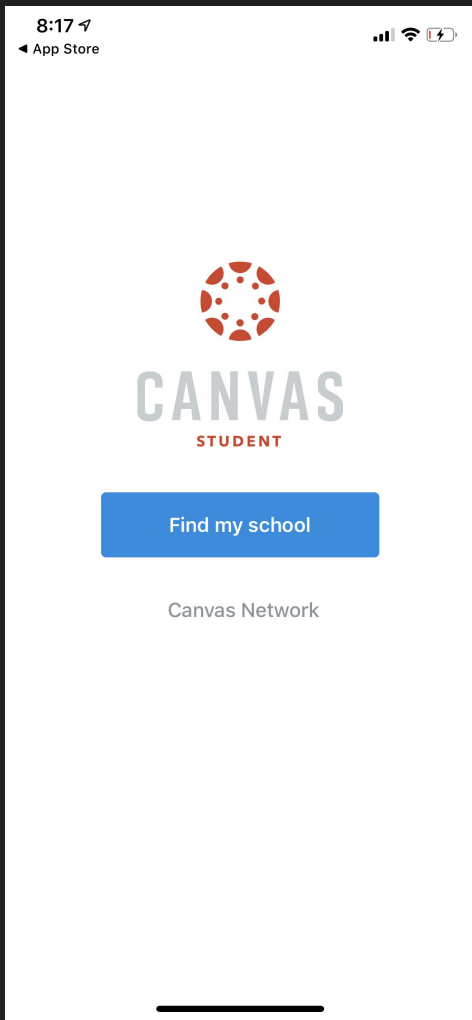 8:17
App Store
CANVAS
STUDENT
Find my school
Canvas Network